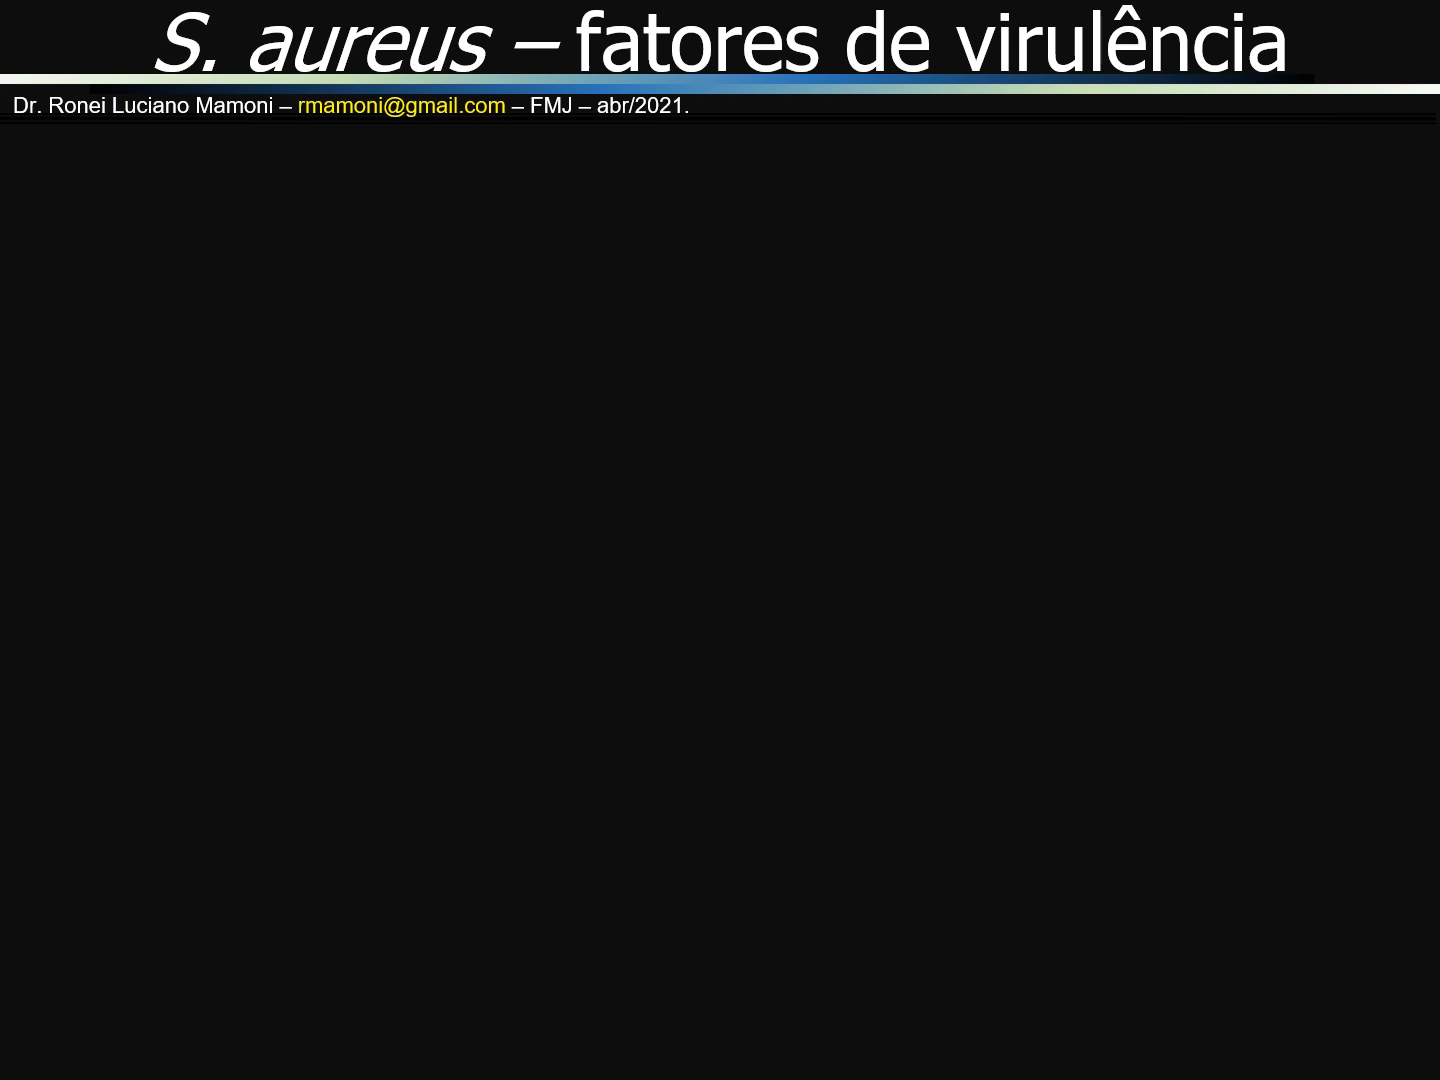 S. aureus – fatores de virulência
Dr. Ronei Luciano Mamoni – rmamoni@gmail.com – FMJ – abr/2021.